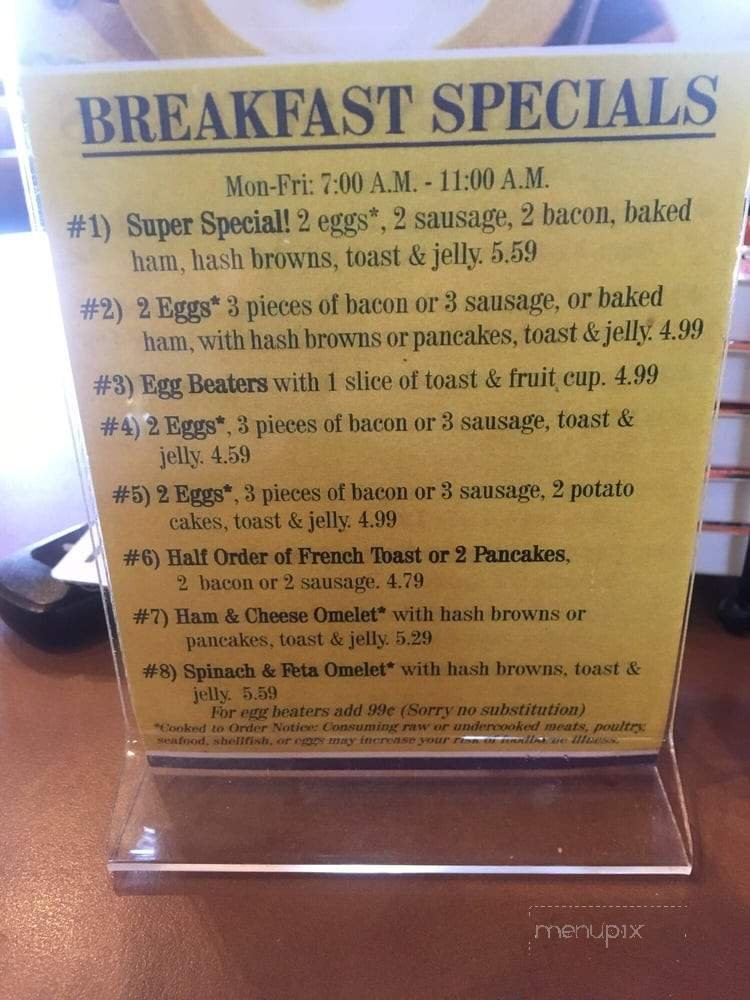 BREAKFAST SPECIALS
Mon-Fri: 7:00 A.M. - 11:00 A.M.
#1) Super Special! 2 eggs*, 2 sausage, 2 bacon, baked
ham, hash browns, toast & jelly. 5.59
#2) 2 Eggs* 3 pieces of bacon or 3 sausage, or baked
ham, with hash browns or pancakes, toast & jelly. 4.99
#3) Egg Beaters with 1 slice of toast & fruit cup. 4.99
#4) 2 Eggs*, 3 pieces of bacon or 3 sausage, toast &
jelly. 4.59
#5) 2 Eggs*, 3 pieces of bacon or 3 sausage, 2 potato
cakes, toast & jelly. 4.99
#6) Half Order of French Toast or 2 Pancakes,
2 bacon or 2 sausage. 4.79
#7) Ham & Cheese Omelet* with hash browns or
pancakes, toast & jelly. 5.29
#8) Spinach & Feta Omelet* with hash browns, toast &
jelly. 5.59
For egg beaters add 99c (Sorry no substitution)
*Cooked to Order Notice: Consuming raw or undercooked meats, poultry,
seafood, shellfish, or eggs may increase your risk of foodborne illness.
menupix